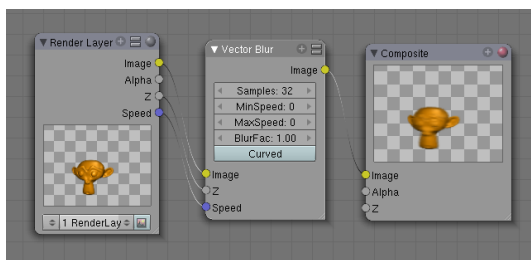 Render Layer
Image
Alpha
Z
Speed
1 RenderLay
Vector Blur
Image
Samples: 32
MinSpeed: 0
MaxSpeed: 0
BlurFac: 1.00
Curved
Image
Z
Speed
Composite
Image
Alpha
Z